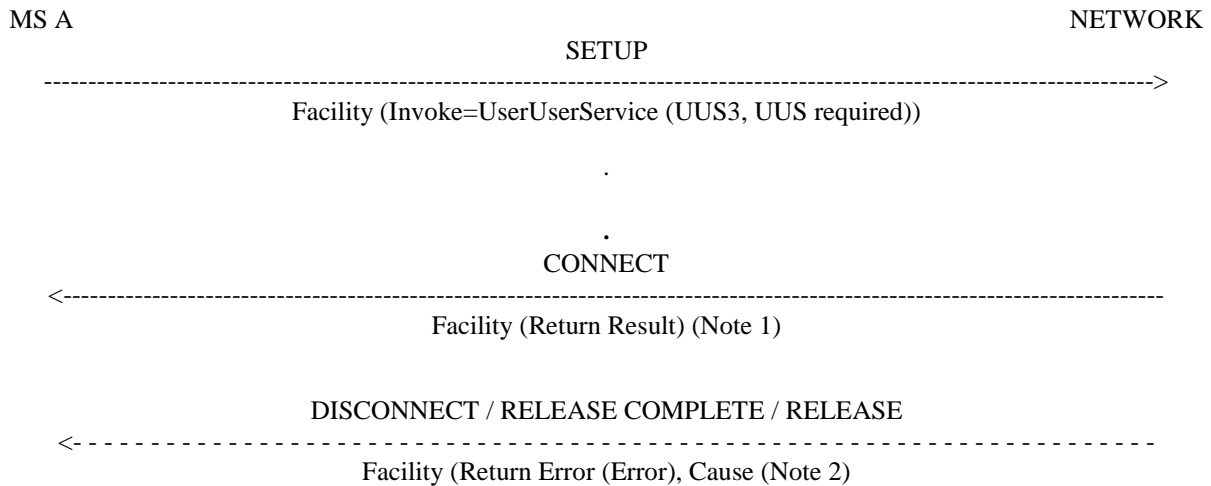 MS A NETWORK
SETUP
------------------------------------------------------------------------------------------------------------------------------>
Facility (Invoke=UserUserService (UUS3, UUS required))
.
.
CONNECT
<-----------------------------------------------------------------------------------------------------------------------------
Facility (Return Result) (Note 1)
DISCONNECT / RELEASE COMPLETE / RELEASE
<- - - - - - - - - - - - - - - - - - - - - - - - - - - - - - - - - - - - - - - - - - - - - - - - - - - - - - - - - - - - - - - - - - - - - -
Facility (Return Error (Error), Cause (Note 2)